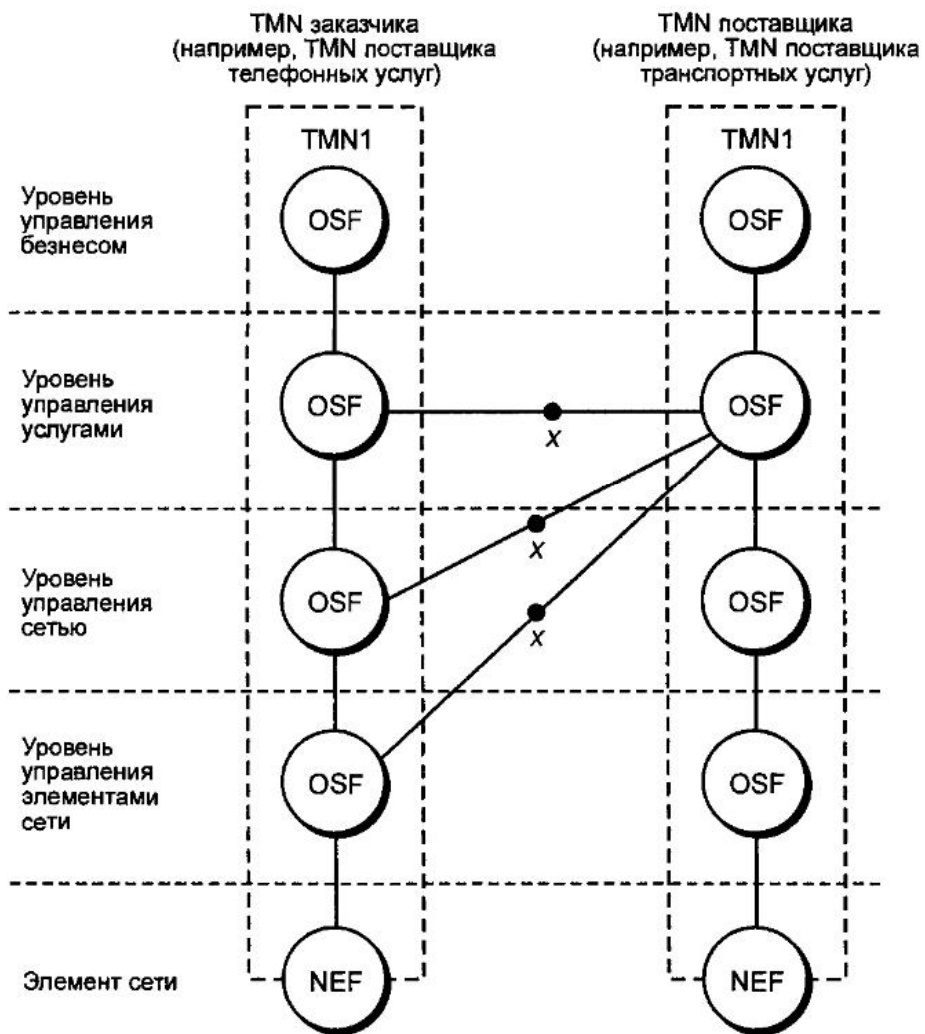 TMN заказчика
(например, TMN поставщика
телефонных услуг)
TMN поставщика
(например, TMN поставщика
транспортных услуг)
TMN1
TMN1
Уровень
управления
безнесом
OSF
OSF
Уровень
управления
услугами
OSF
OSF
x
x
Уровень
управления
сетью
OSF
OSF
x
Уровень
управления
элементами
сети
OSF
OSF
Элемент сети
NEF
NEF